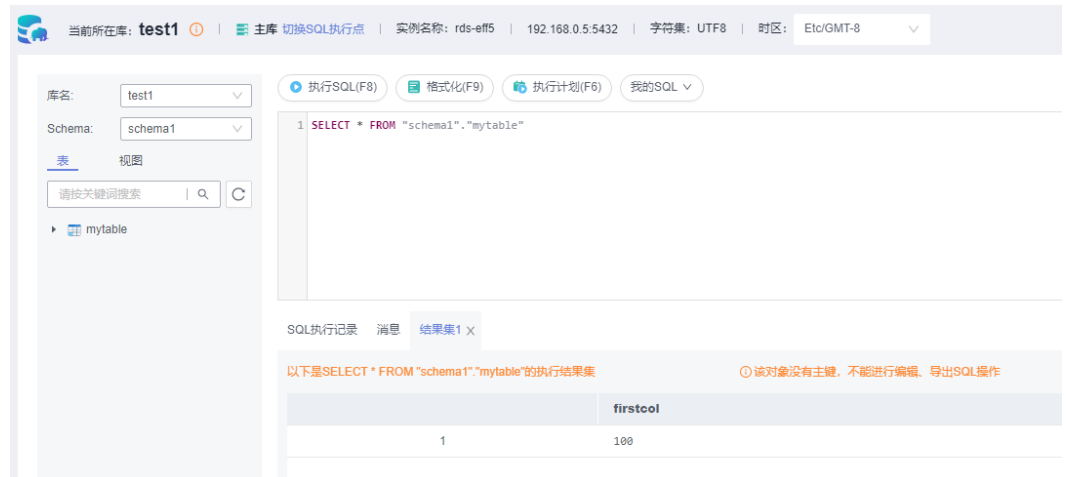 当前所在库: test1 | 主库 切换SQL执行点 | 实例名称: rds-eff5 | 192.168.0.5:5432 | 字符集: UTF8 | 时区: Etc/GMT-8
库名: test1
Schema: schema1
表 视图
请按关键词搜索
mytable
执行SQL(F8) 格式化(F9) 执行计划(F6) 我的SQL
1 SELECT * FROM "schema1"."mytable"
SQL执行记录 消息 结果集1 X
以下是SELECT * FROM "schema1"."mytable"的执行结果集 该对象没有主键，不能进行编辑、导出SQL操作
firstcol
1 100